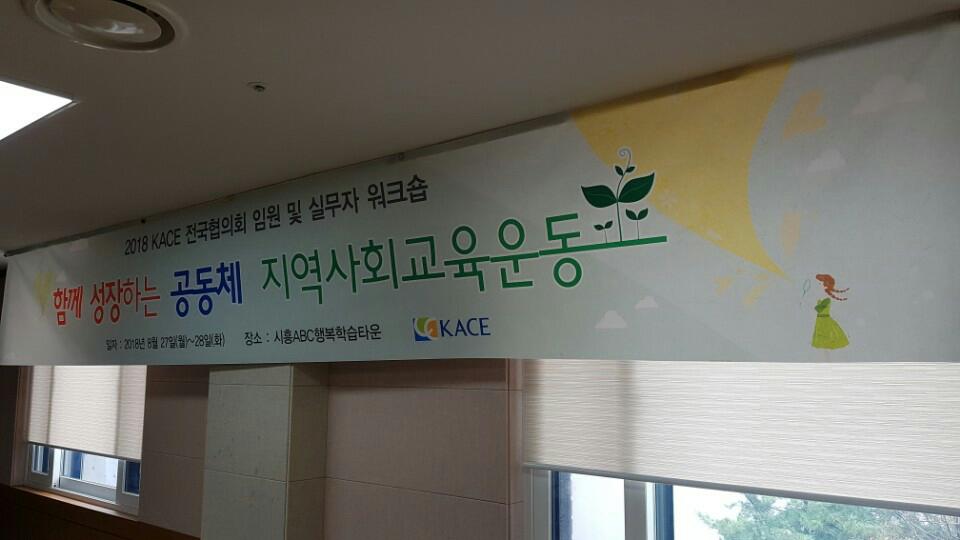 2018 KACE 전국협의회 임원 및 실무자 워크숍
함께 성장하는 공동체 지역사회교육운동
일자 : 2018년 8월 27일(월)~28일(화) 장소 : 시흥ABC행복학습타운 KACE